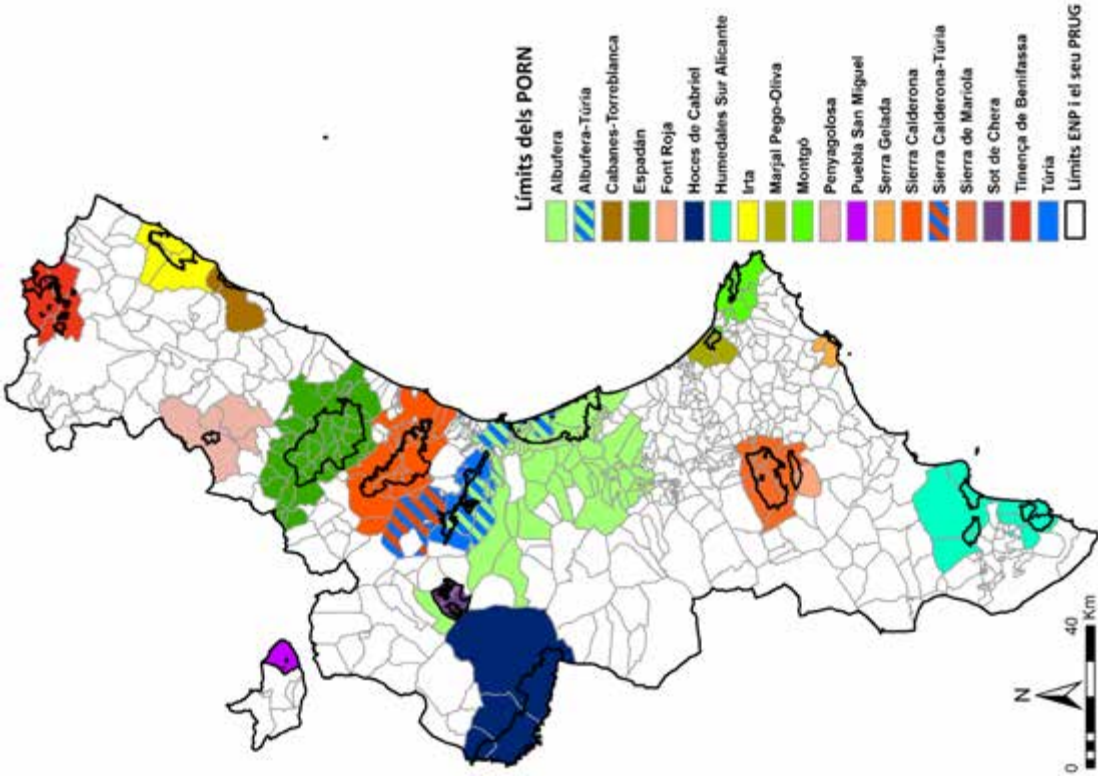 Límits dels PORN
Albufera
Albufera-Túria
Cabanes-Torreblanca
Espadán
Font Roja
Hoces de Cabriel
Humedales Sur Alicante
Irta
Marjal Pego-Oliva
Montgó
Penyagolosa
Puebla San Miguel
Serra Gelada
Sierra Calderona
Sierra Calderona-Túria
Sierra de Mariola
Sot de Chera
Tinença de Benifassa
Túria
Límits ENP i el seu PRUG
N
0 40
Km